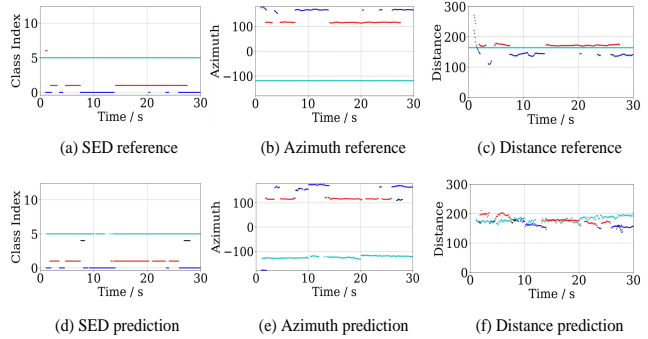 Class Index
10
5
0
0
10
20
30
Time / s
Azimuth
100
0
−100
0
10
20
30
Time / s
Distance
300
200
100
0
0
10
20
30
Time / s
(a) SED reference
(b) Azimuth reference
(c) Distance reference
Class Index
10
5
0
0
10
20
30
Time / s
Azimuth
100
0
−100
0
10
20
30
Time / s
Distance
300
200
100
0
0
10
20
30
Time / s
(d) SED prediction
(e) Azimuth prediction
(f) Distance prediction